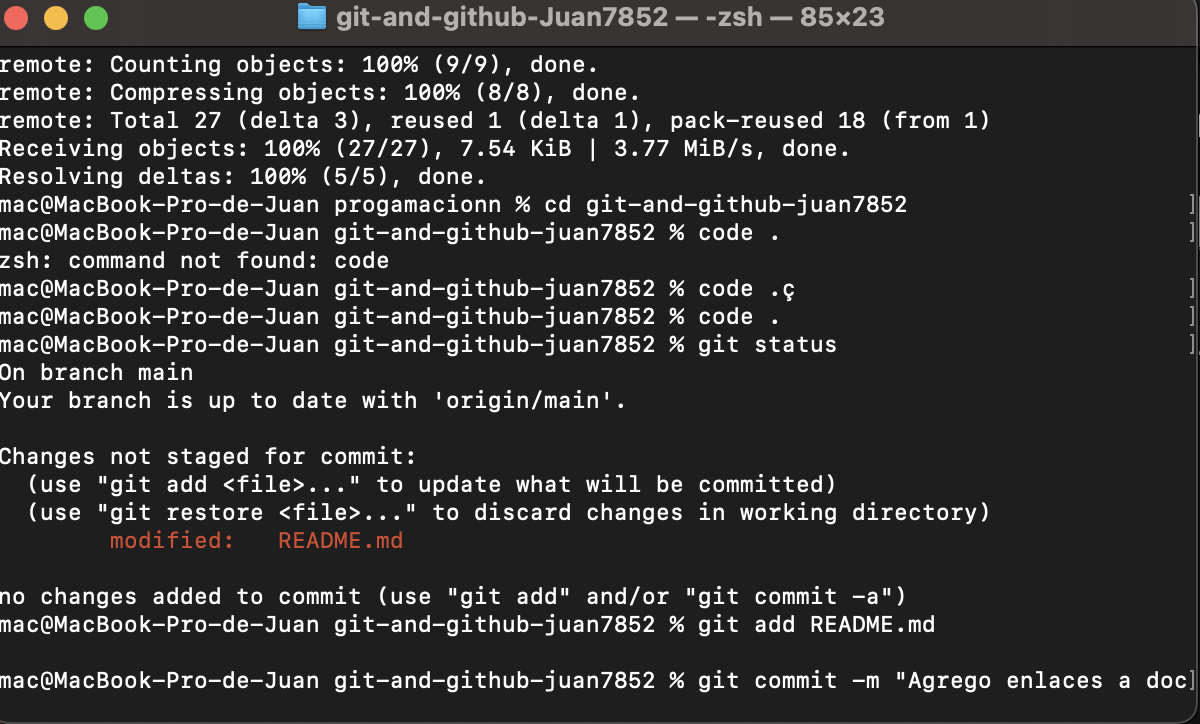 git-and-github-Juan7852 — -zsh — 85×23
remote: Counting objects: 100% (9/9), done.
remote: Compressing objects: 100% (8/8), done.
remote: Total 27 (delta 3), reused 1 (delta 1), pack-reused 18 (from 1)
Receiving objects: 100% (27/27), 7.54 KiB | 3.77 MiB/s, done.
Resolving deltas: 100% (5/5), done.
mac@MacBook-Pro-de-Juan progamacionn % cd git-and-github-juan7852
mac@MacBook-Pro-de-Juan git-and-github-juan7852 % code .
zsh: command not found: code
mac@MacBook-Pro-de-Juan git-and-github-juan7852 % code .ç
mac@MacBook-Pro-de-Juan git-and-github-juan7852 % code .
mac@MacBook-Pro-de-Juan git-and-github-juan7852 % git status
On branch main
Your branch is up to date with 'origin/main'.
Changes not staged for commit:
  (use "git add <file>..." to update what will be committed)
  (use "git restore <file>..." to discard changes in working directory)
        modified:   README.md
no changes added to commit (use "git add" and/or "git commit -a")
mac@MacBook-Pro-de-Juan git-and-github-juan7852 % git add README.md
mac@MacBook-Pro-de-Juan git-and-github-juan7852 % git commit -m "Agrego enlaces a doc